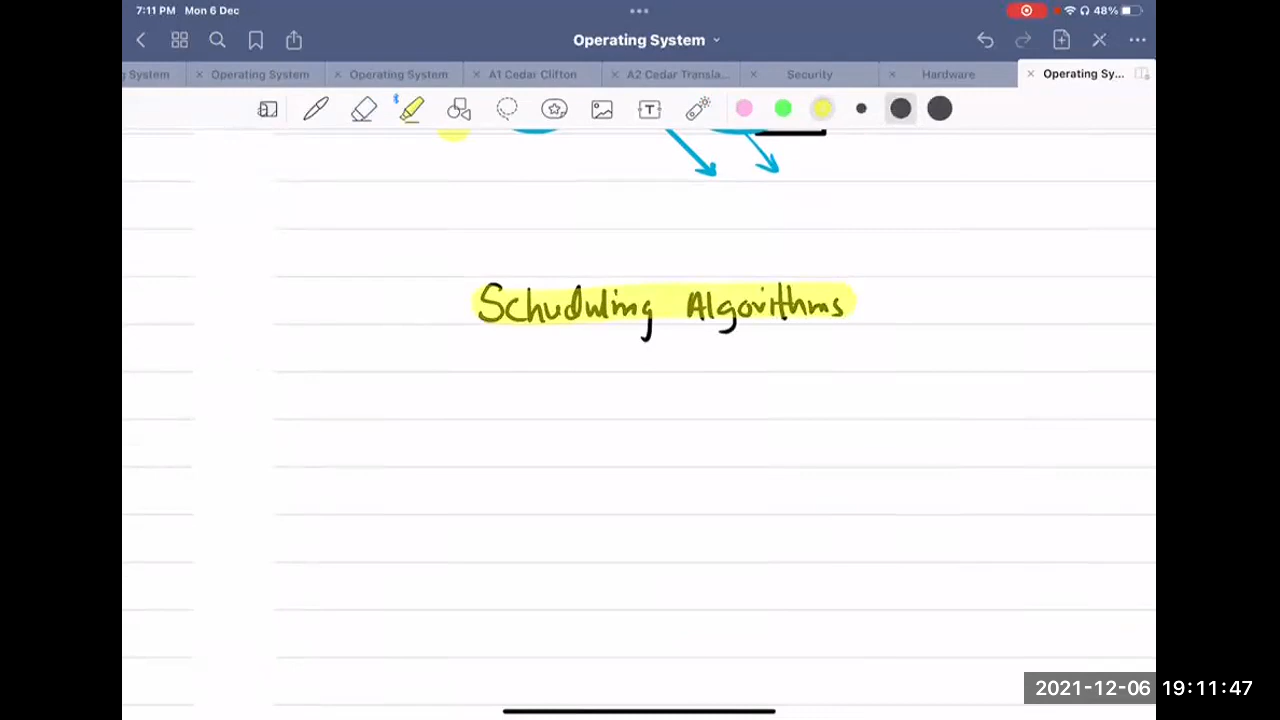 7:11 PM Mon 6 Dec
48%
Operating System
g System
Operating System
Operating System
A1 Cedar Clifton
A2 Cedar Transla...
Security
Hardware
Operating Sy...
T
Schuduling Algorithms
2021-12-06 19:11:47